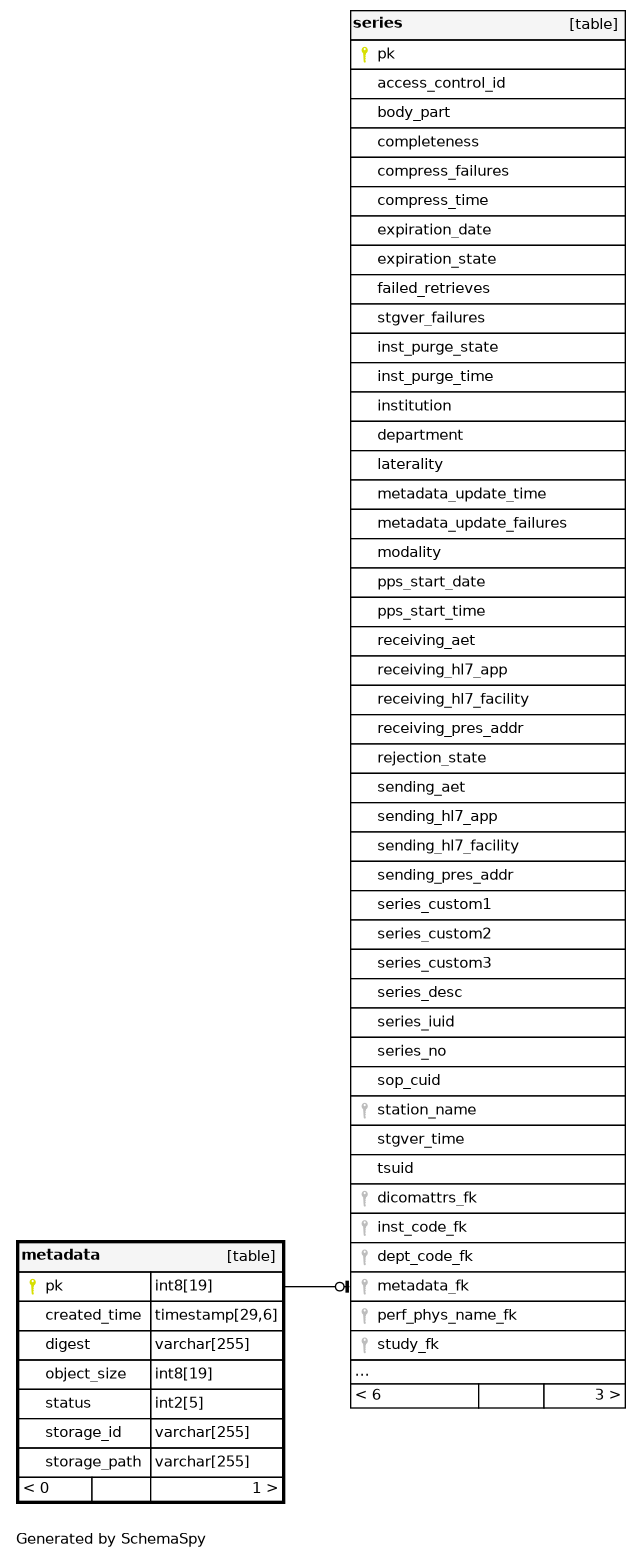 series [table]
pk
access_control_id
body_part
completeness
compress_failures
compress_time
expiration_date
expiration_state
failed_retrieves
stgver_failures
inst_purge_state
inst_purge_time
institution
department
laterality
metadata_update_time
metadata_update_failures
modality
pps_start_date
pps_start_time
receiving_aet
receiving_hl7_app
receiving_hl7_facility
receiving_pres_addr
rejection_state
sending_aet
sending_hl7_app
sending_hl7_facility
sending_pres_addr
series_custom1
series_custom2
series_custom3
series_desc
series_iuid
series_no
sop_cuid
station_name
stgver_time
tsuid
dicomattrs_fk
inst_code_fk
dept_code_fk
metadata_fk
perf_phys_name_fk
study_fk
...
< 6 3 >
metadata [table]
pk int8[19]
created_time timestamp[29,6]
digest varchar[255]
object_size int8[19]
status int2[5]
storage_id varchar[255]
storage_path varchar[255]
< 0 1 >
Generated by SchemaSpy